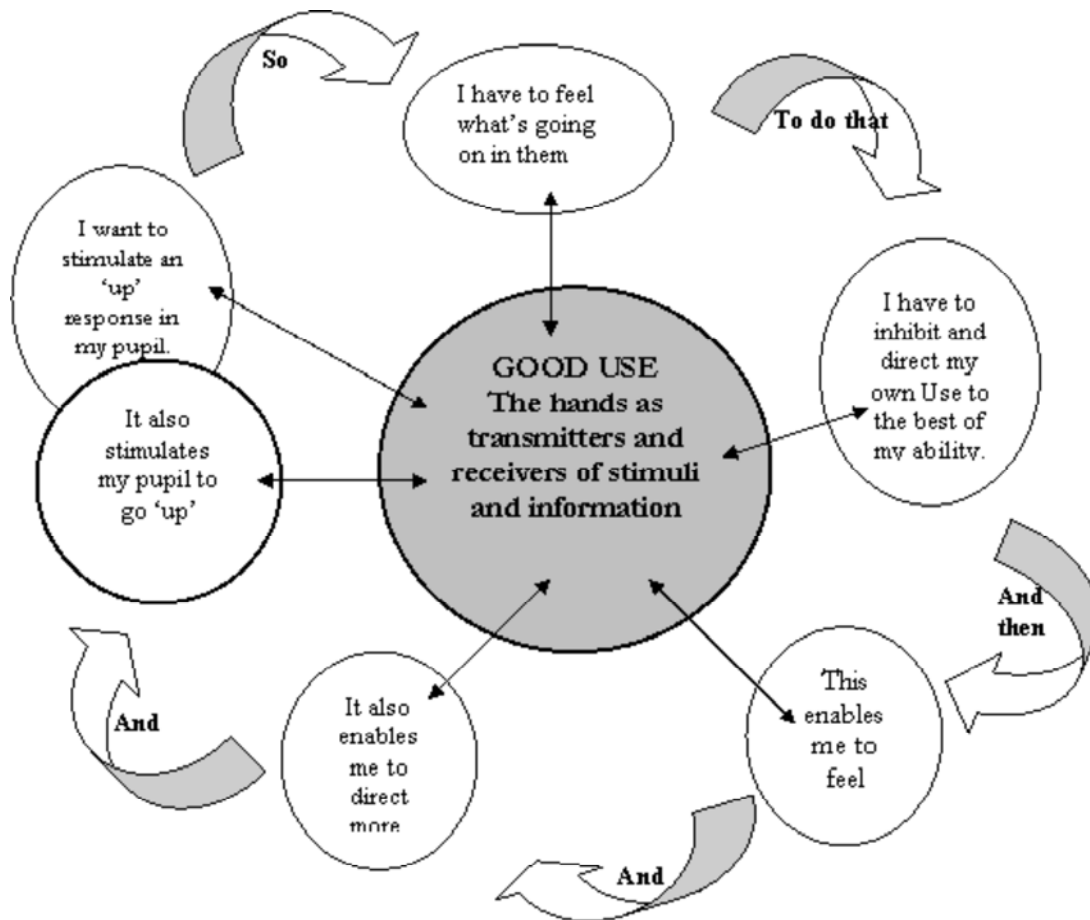 So
I have to feel
what's going
on in them
To do that
I want to
stimulate an
‘up’
response in
my pupil.
I have to
inhibit and
direct my
own Use to
the best of
my ability.
GOOD USE
The hands as
transmitters and
receivers of stimuli
and information
It also
stimulates
my pupil to
go ‘up’
And
then
This
enables
me to
feel
And
It also
enables
me to
direct
more
And